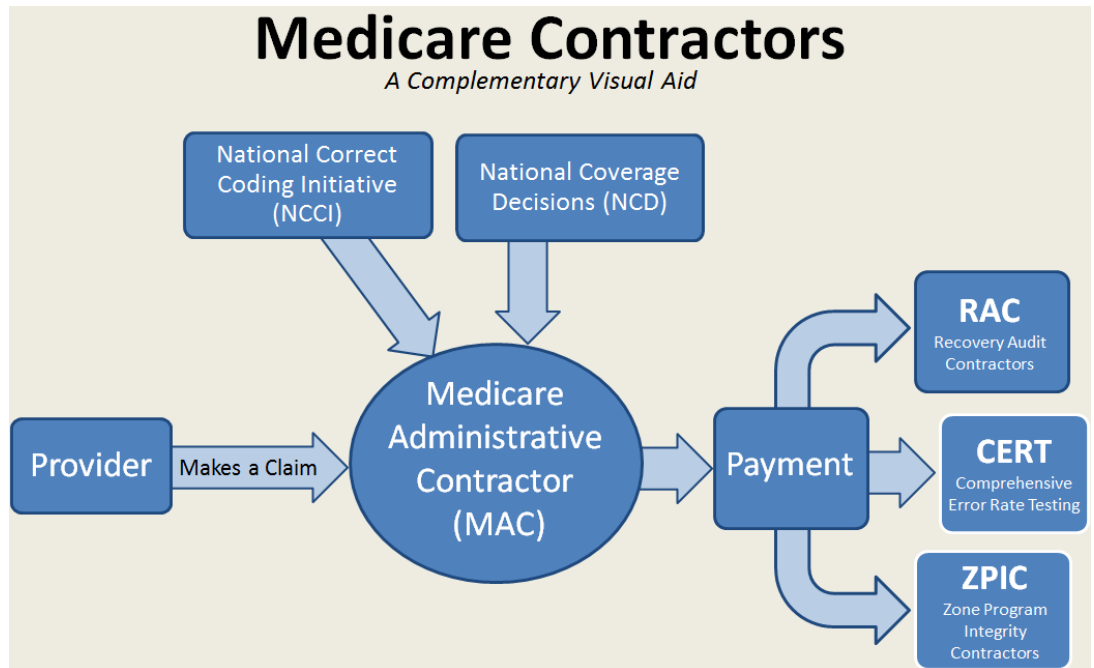 Medicare Contractors
A Complementary Visual Aid
National Correct
Coding Initiative
(NCCI)
National Coverage
Decisions (NCD)
Provider
Makes a Claim
Medicare
Administrative
Contractor
(MAC)
Payment
RAC
Recovery Audit
Contractors
CERT
Comprehensive
Error Rate Testing
ZPIC
Zone Program
Integrity
Contractors